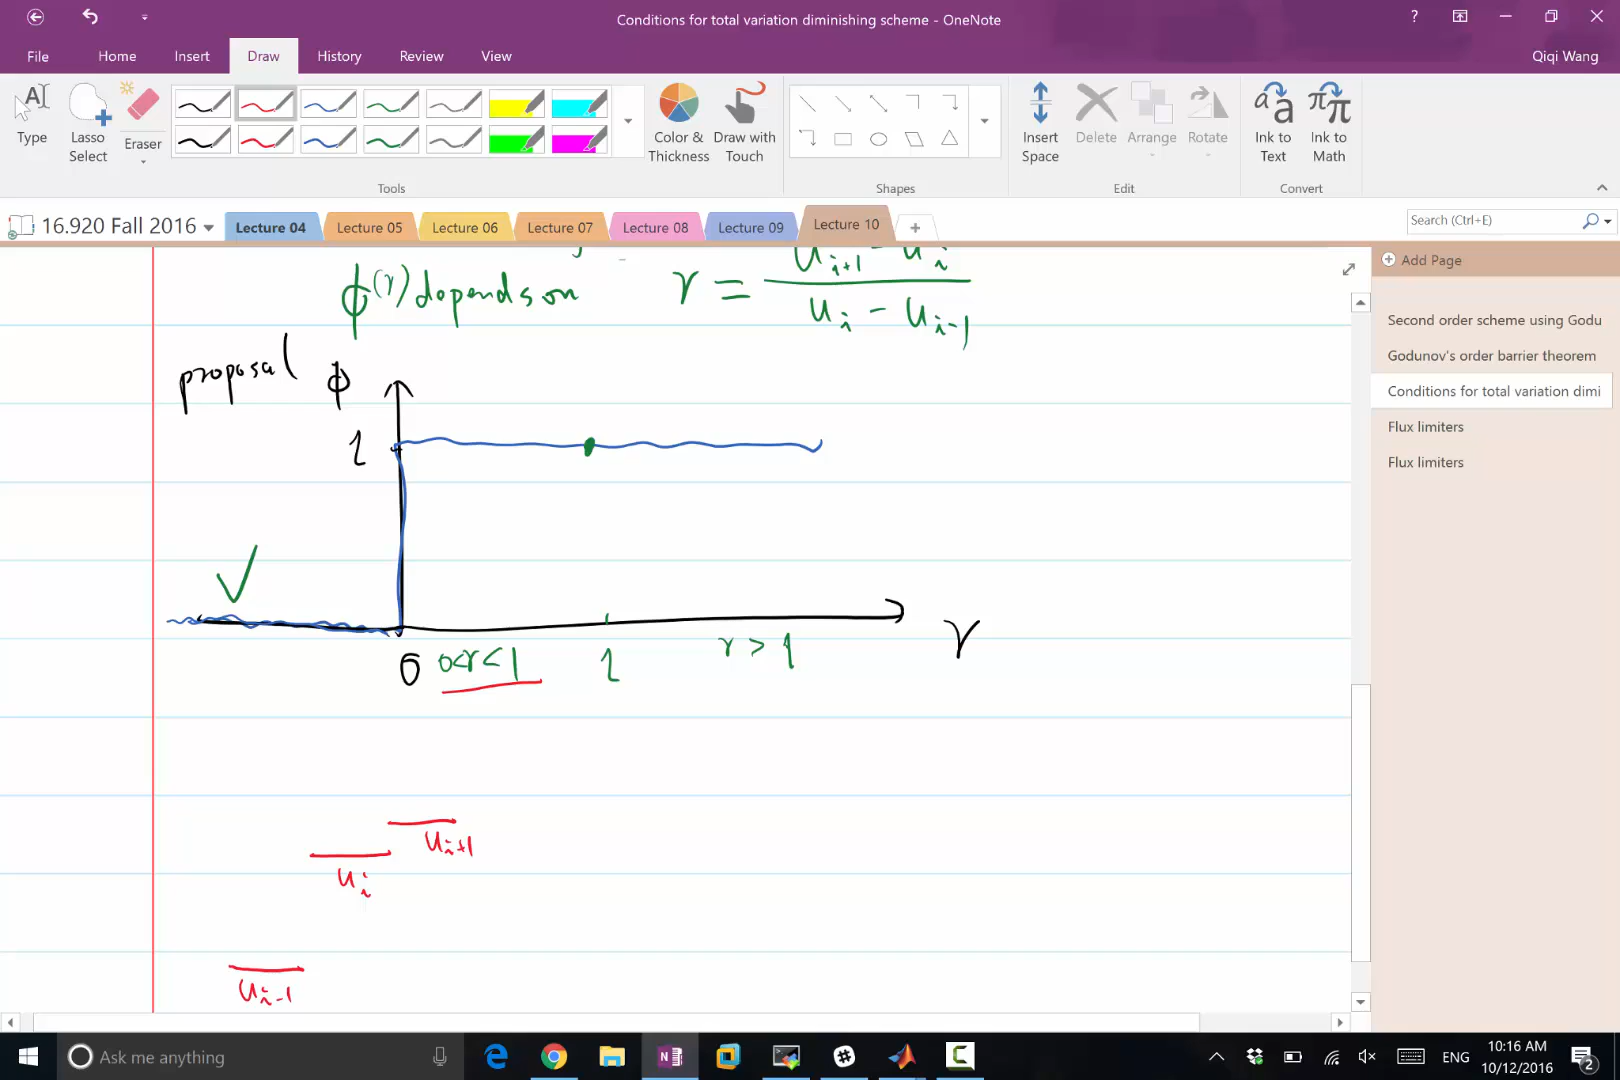 Conditions for total variation diminishing scheme - OneNote
?
File
Home
Insert
Draw
History
Review
View
Qiqi Wang
Type
Lasso
Select
Eraser
Color &
Thickness
Draw with
Touch
Insert
Space
Delete
Arrange
Rotate
Ink to
Text
Ink to
Math
Tools
Shapes
Edit
Convert
16.920 Fall 2016
Lecture 04
Lecture 05
Lecture 06
Lecture 07
Lecture 08
Lecture 09
Lecture 10
+
Search (Ctrl+E)
Add Page
Second order scheme using Godu
Godunov's order barrier theorem
Conditions for total variation dimi
Flux limiters
Flux limiters
ϕ(r) depends on r = (u_{i+1} - u_i) / (u_i - u_{i-1})
proposal
ϕ
1
✓
0
0<r<1
1
r > 1
r
u_{i+1}
u_i
u_{i-1}
Ask me anything
ENG
10:16 AM
10/12/2016
2